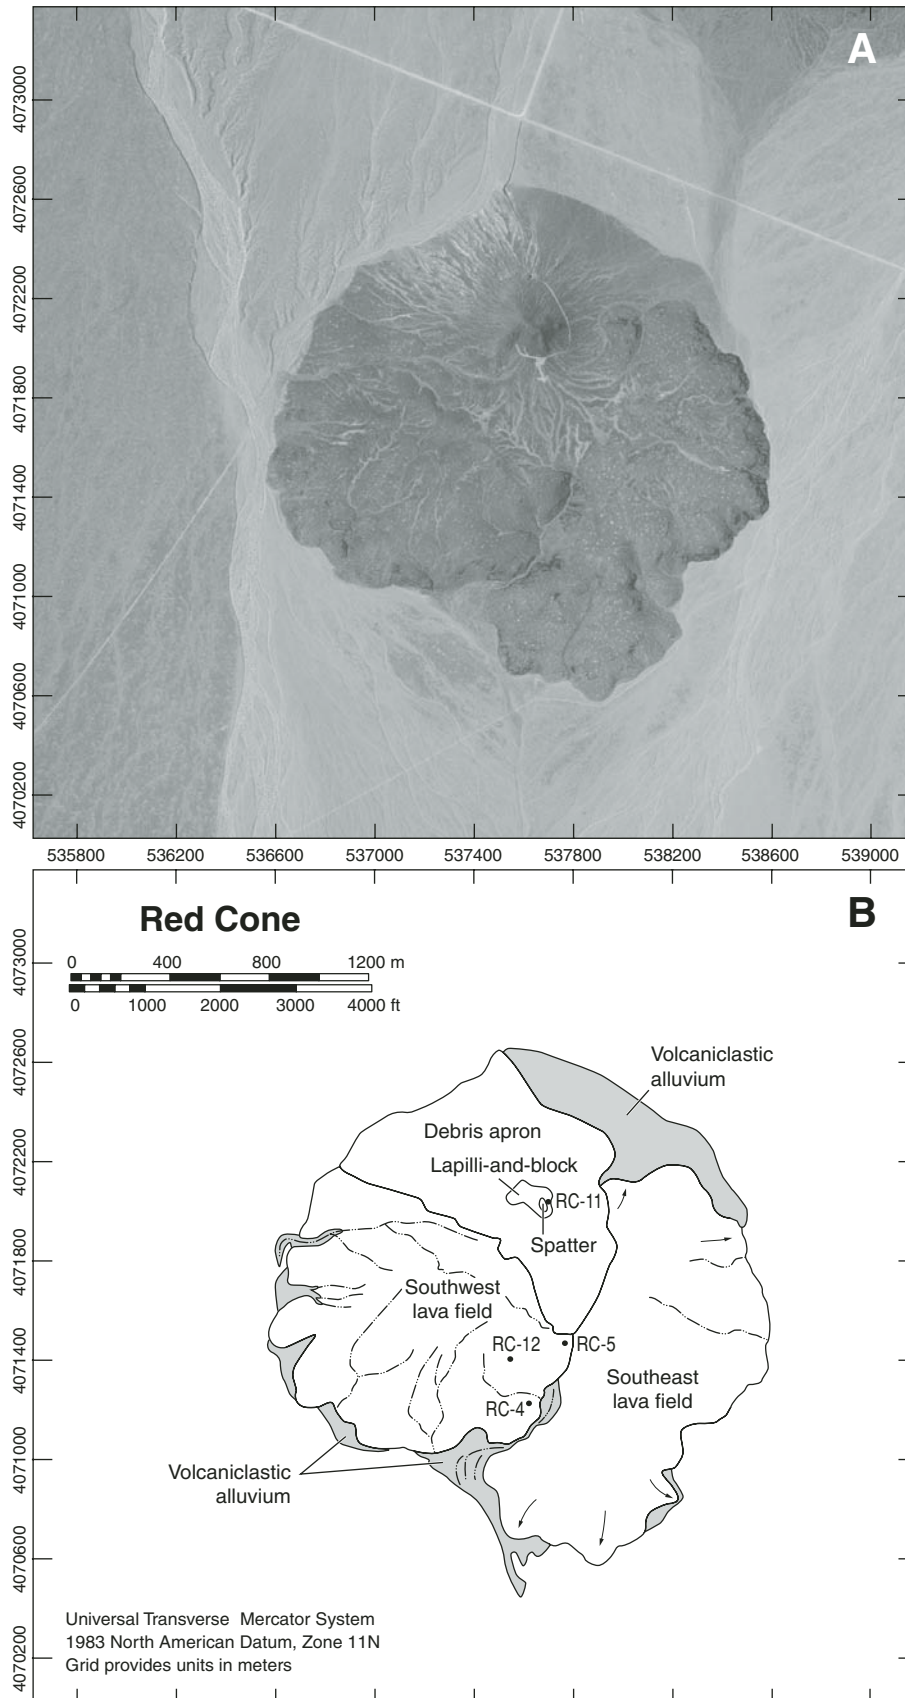 A
4073000
4072600
4072200
4071800
4071400
4071000
4070600
4070200
535800 536200 536600 537000 537400 537800 538200 538600 539000
B
Red Cone
0 400 800 1200 m
0 1000 2000 3000 4000 ft
4073000
4072600
4072200
4071800
4071400
4071000
4070600
4070200
Volcaniclastic
alluvium
Debris apron
Lapilli-and-block
RC-11
Spatter
Southwest
lava field
RC-12
RC-5
Southeast
lava field
RC-4
Volcaniclastic
alluvium
Universal Transverse Mercator System
1983 North American Datum, Zone 11N
Grid provides units in meters